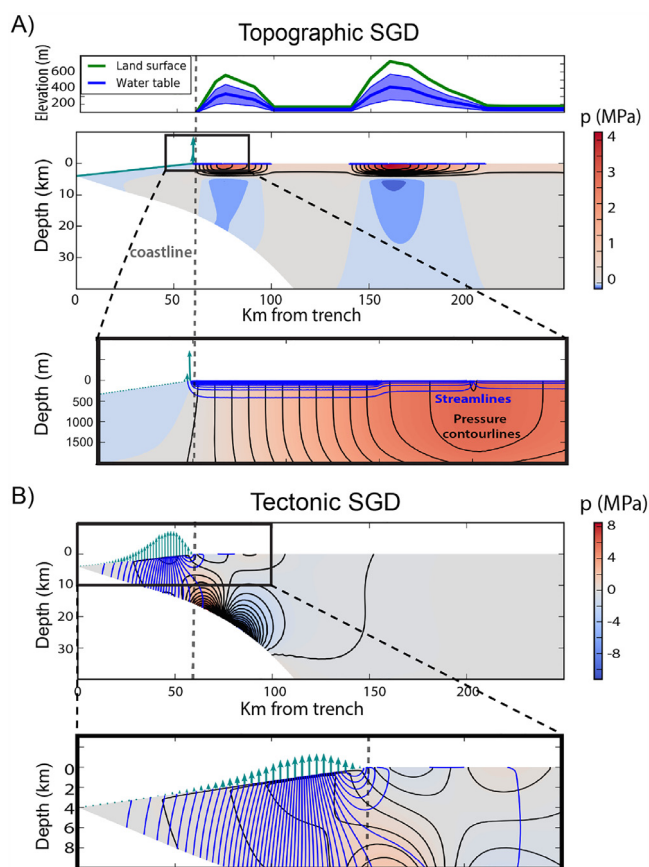 A)
Topographic SGD
Elevation(m)
600
400
200
Land surface
Water table
p (MPa)
4
3
2
1
0
Depth (km)
0
10
20
30
coastline
0
50
100
150
200
Km from trench
Depth (m)
0
500
1000
1500
Streamlines
Pressure
contourlines
B)
Tectonic SGD
p (MPa)
8
4
0
-4
-8
Depth (km)
0
10
20
30
0
50
100
150
200
Km from trench
Depth (km)
0
2
4
6
8